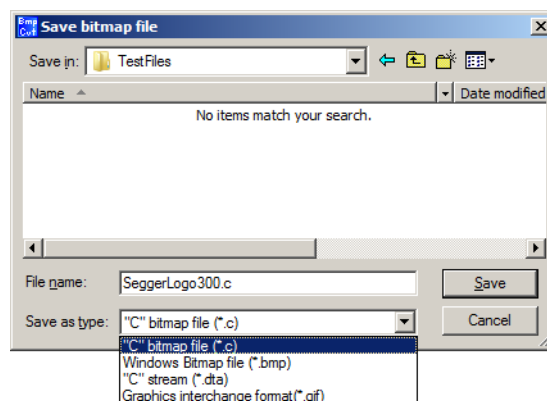 Bmp Cvt Save bitmap file
Save in: TestFiles
Name Date modified
No items match your search.
File name: SeggerLogo300.c Save
Save as type: "C" bitmap file (*.c) Cancel
"C" bitmap file (*.c)
Windows Bitmap file (*.bmp)
"C" stream (*.dta)
Graphics interchange format(*.gif)